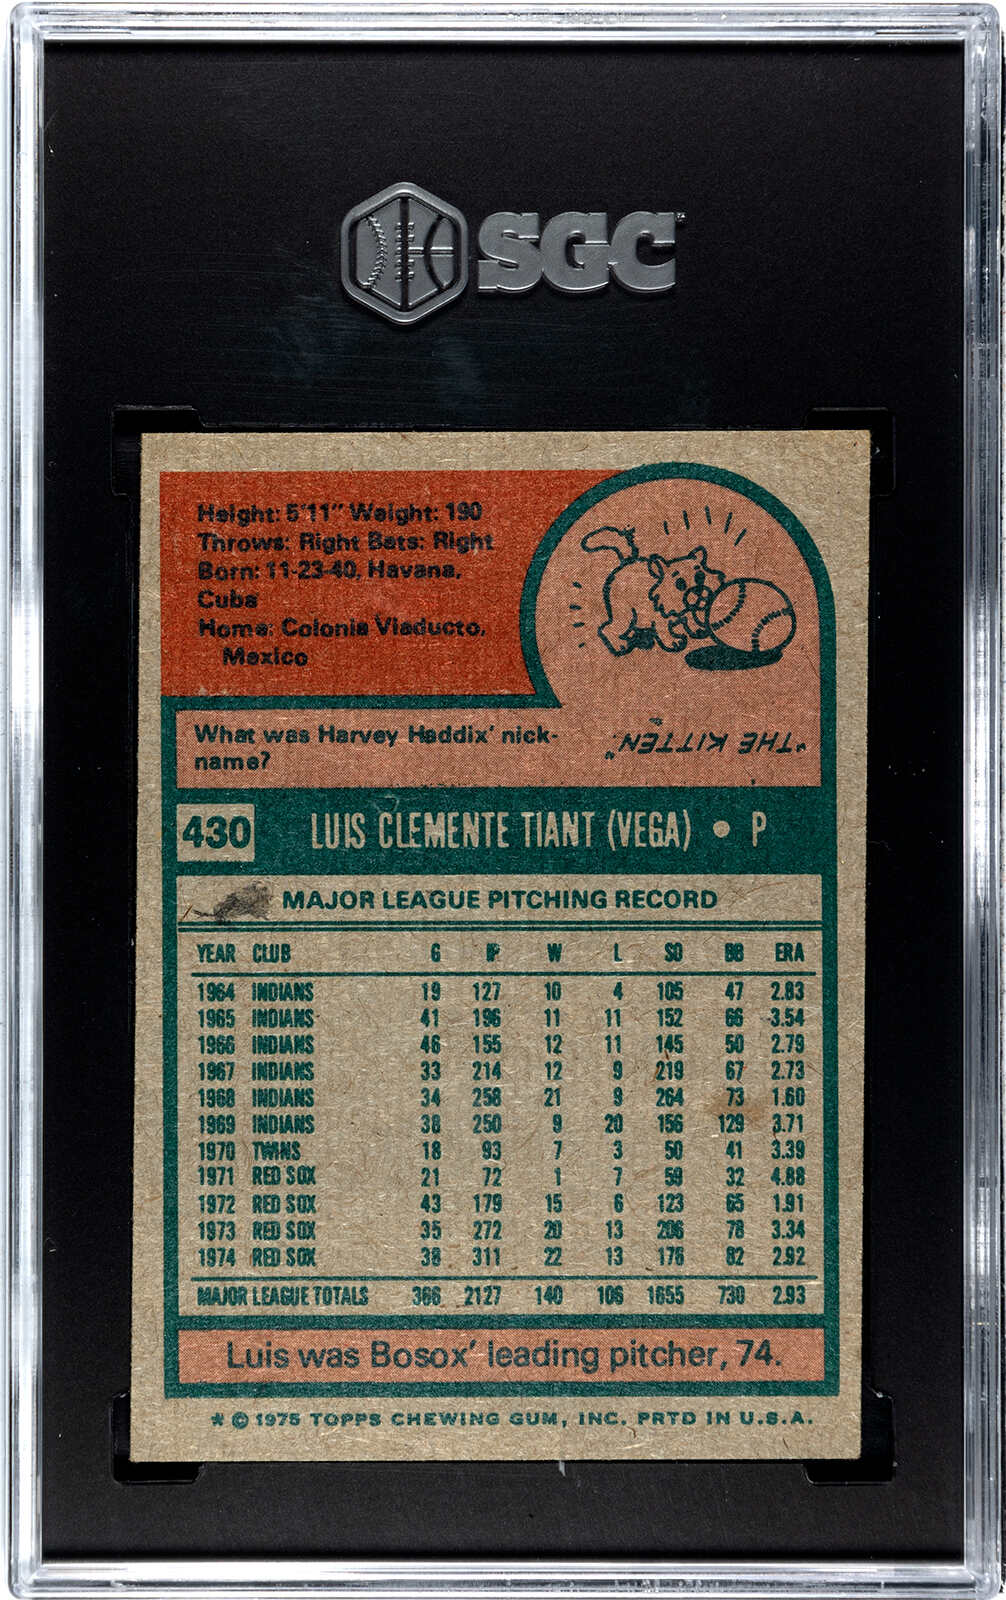 SGC
Height: 5'11" Weight: 190
Throws: Right Bats: Right
Born: 11-23-40, Havana,
Cuba
Home: Colonia Viaducto,
Mexico
What was Harvey Haddix' nick-
name?
"THE KITTEN"
430 LUIS CLEMENTE TIANT (VEGA) • P
MAJOR LEAGUE PITCHING RECORD
YEAR CLUB G IP W L SO BB ERA
1964 INDIANS 19 127 10 4 105 47 2.83
1965 INDIANS 41 196 11 11 152 66 3.54
1966 INDIANS 46 155 12 11 145 50 2.79
1967 INDIANS 33 214 12 9 219 67 2.73
1968 INDIANS 34 258 21 9 264 73 1.60
1969 INDIANS 38 250 9 20 156 129 3.71
1970 TWINS 18 93 7 3 50 41 3.39
1971 RED SOX 21 72 1 7 59 32 4.88
1972 RED SOX 43 179 15 6 123 65 1.91
1973 RED SOX 35 272 20 13 206 78 3.34
1974 RED SOX 38 311 22 13 176 82 2.92
MAJOR LEAGUE TOTALS 366 2127 140 106 1655 730 2.93
Luis was Bosox' leading pitcher, 74.
* © 1975 TOPPS CHEWING GUM, INC. PRTD IN U.S.A.